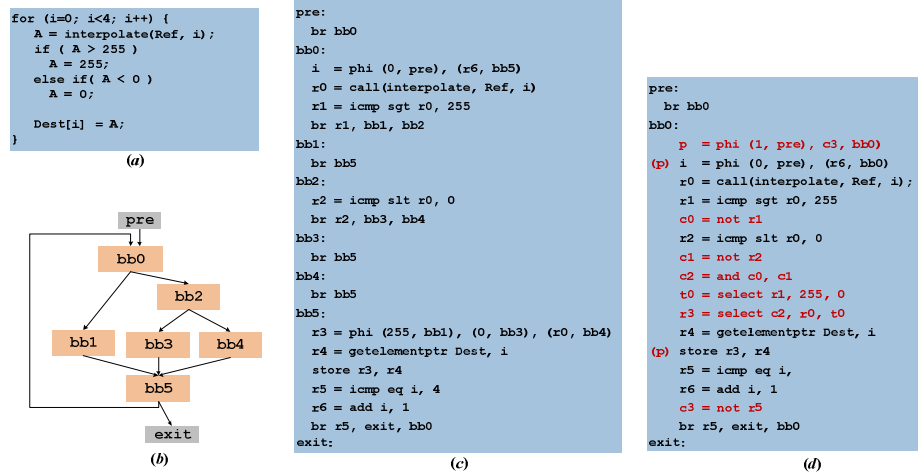 for (i=0; i<4; i++) {
A = interpolate(Ref, i);
if ( A > 255 )
A = 255;
else if( A < 0 )
A = 0;
Dest[i] = A;
}
(a)
pre
bb0
bb2
bb1
bb3
bb4
bb5
exit
(b)
pre:
br bb0
bb0:
i = phi (0, pre), (r6, bb5)
r0 = call(interpolate, Ref, i)
r1 = icmp sgt r0, 255
br r1, bb1, bb2
bb1:
br bb5
bb2:
r2 = icmp slt r0, 0
br r2, bb3, bb4
bb3:
br bb5
bb4:
br bb5
bb5:
r3 = phi (255, bb1), (0, bb3), (r0, bb4)
r4 = getelementptr Dest, i
store r3, r4
r5 = icmp eq i, 4
r6 = add i, 1
br r5, exit, bb0
exit:
(c)
pre:
br bb0
bb0:
p = phi (1, pre), c3, bb0)
(p) i = phi (0, pre), (r6, bb0)
r0 = call(interpolate, Ref, i);
r1 = icmp sgt r0, 255
c0 = not r1
r2 = icmp slt r0, 0
c1 = not r2
c2 = and c0, c1
t0 = select r1, 255, 0
r3 = select c2, r0, t0
r4 = getelementptr Dest, i
(p) store r3, r4
r5 = icmp eq i,
r6 = add i, 1
c3 = not r5
br r5, exit, bb0
exit:
(d)